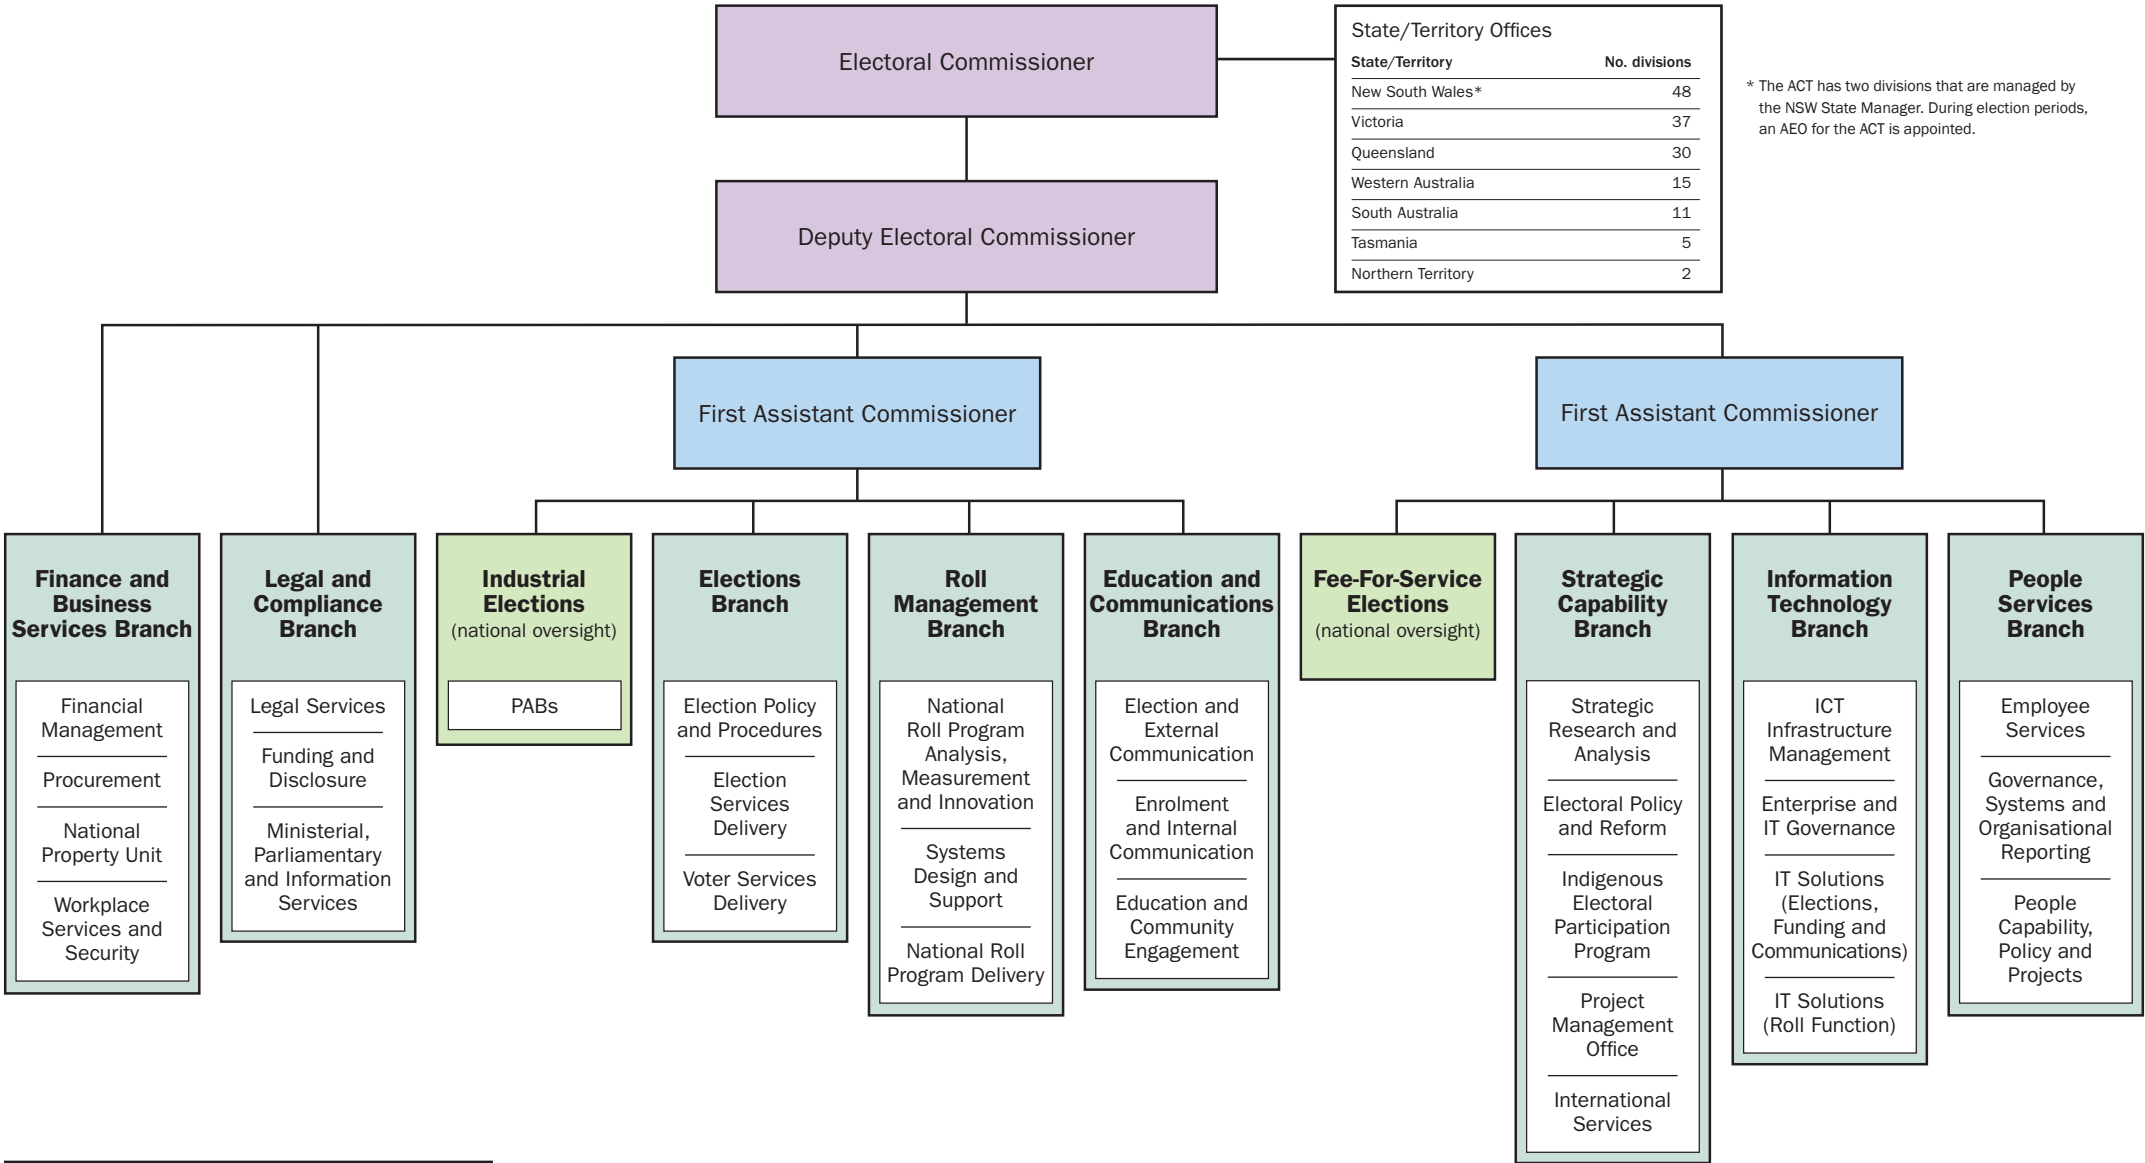 Electoral Commissioner
State/Territory Offices
State/Territory No. divisions
New South Wales* 48
Victoria 37
Queensland 30
Western Australia 15
South Australia 11
Tasmania 5
Northern Territory 2
* The ACT has two divisions that are managed by
the NSW State Manager. During election periods,
an AEO for the ACT is appointed.
Deputy Electoral Commissioner
First Assistant Commissioner
First Assistant Commissioner
Finance and
Business
Services Branch
Financial
Management
Procurement
National
Property Unit
Workplace
Services and
Security
Legal and
Compliance
Branch
Legal Services
Funding and
Disclosure
Ministerial,
Parliamentary
and Information
Services
Industrial
Elections
(national oversight)
PABs
Elections
Branch
Election Policy
and Procedures
Election
Services
Delivery
Voter Services
Delivery
Roll
Management
Branch
National
Roll Program
Analysis,
Measurement
and Innovation
Systems
Design and
Support
National Roll
Program Delivery
Education and
Communications
Branch
Election and
External
Communication
Enrolment
and Internal
Communication
Education and
Community
Engagement
Fee-For-Service
Elections
(national oversight)
Strategic
Capability
Branch
Strategic
Research and
Analysis
Electoral Policy
and Reform
Indigenous
Electoral
Participation
Program
Project
Management
Office
International
Services
Information
Technology
Branch
ICT
Infrastructure
Management
Enterprise and
IT Governance
IT Solutions
(Elections,
Funding and
Communications)
IT Solutions
(Roll Function)
People
Services
Branch
Employee
Services
Governance,
Systems and
Organisational
Reporting
People
Capability,
Policy and
Projects